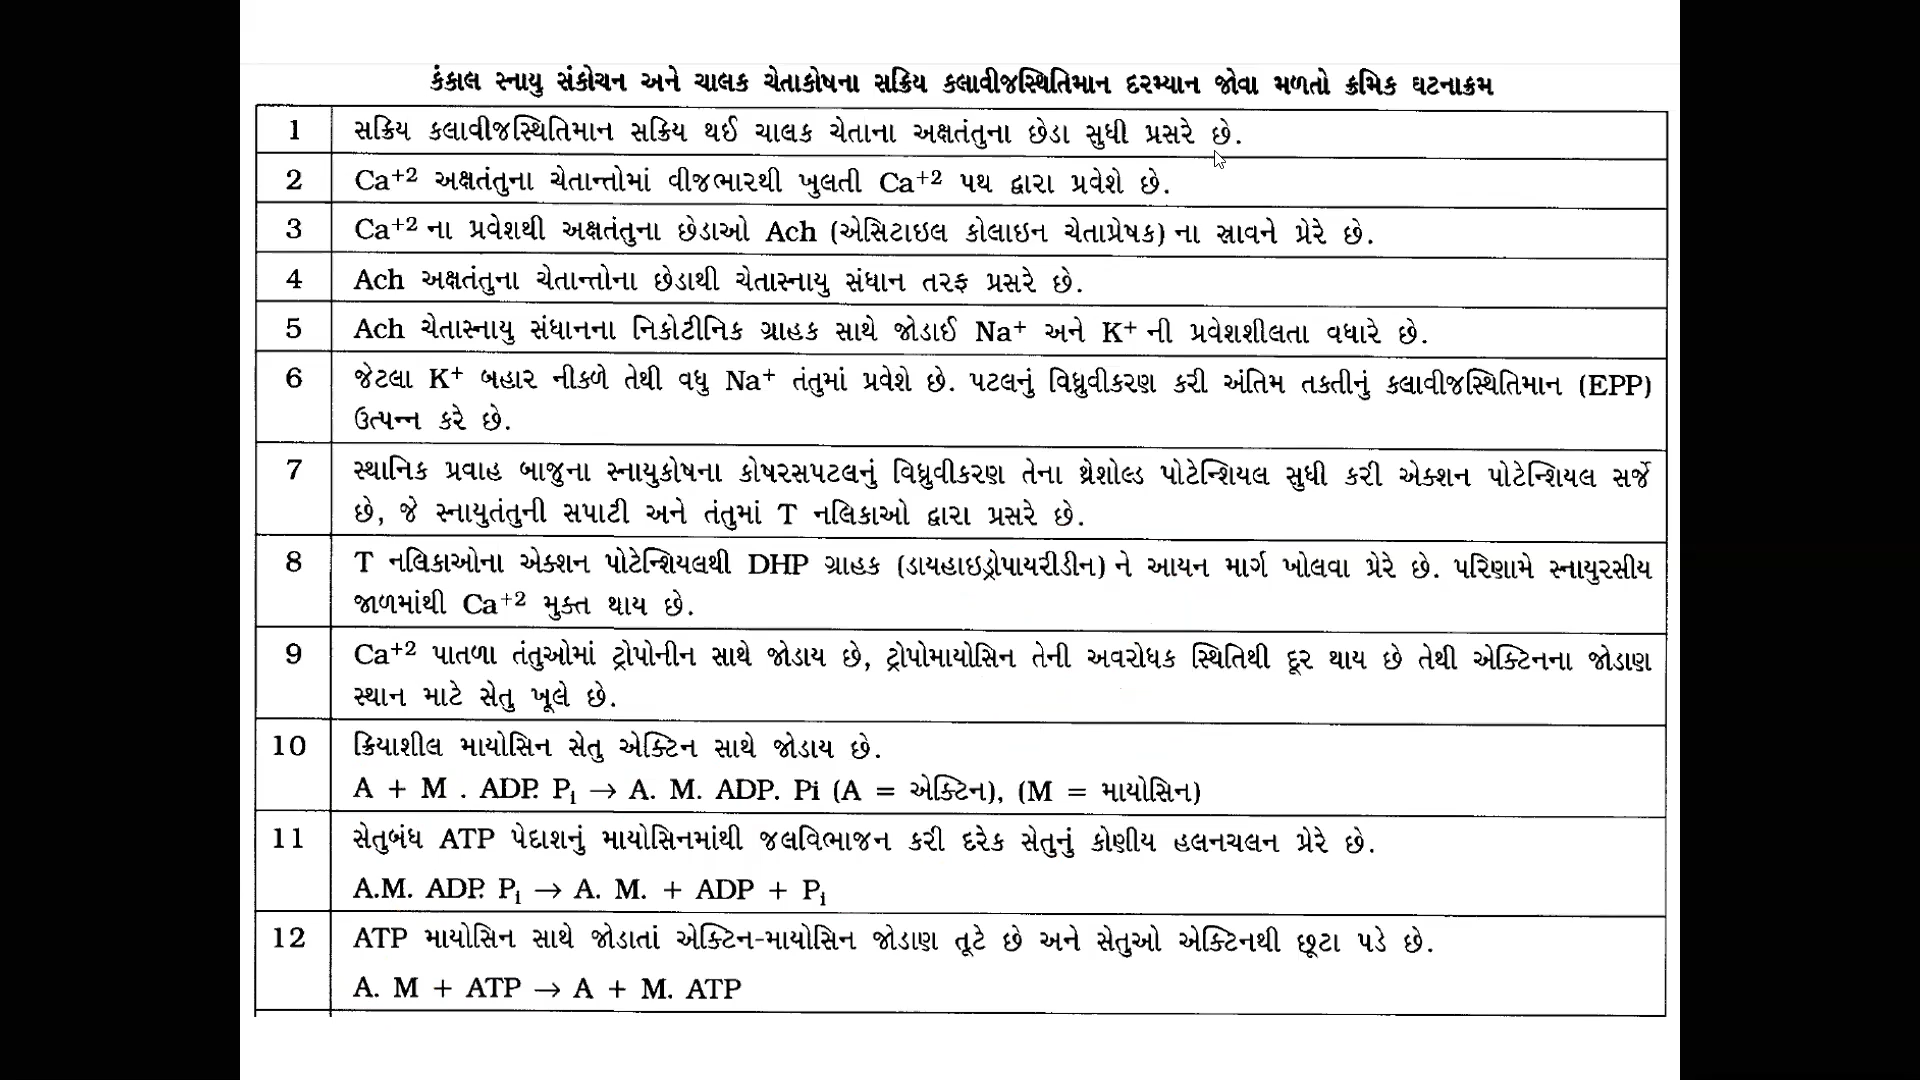 કંકાલ સ્નાયુ સંકોચન અને ચાલક ચેતાકોષના સક્રિય કલાવીજસ્થિતિમાન દરમ્યાન જોવા મળતો ક્રમિક ઘટનાક્રમ
1 સક્રિય કલાવીજસ્થિતિમાન સક્રિય થઈ ચાલક ચેતાના અક્ષતંતુના છેડા સુધી પ્રસરે છે.
2 Ca⁺² અક્ષતંતુના ચેતાન્તોમાં વીજભારથી ખુલતી Ca⁺² પથ દ્વારા પ્રવેશે છે.
3 Ca⁺² ના પ્રવેશથી અક્ષતંતુના છેડાઓ Ach (એસિટાઇલ કોલાઇન ચેતાપ્રેષક) ના સ્રાવને પ્રેરે છે.
4 Ach અક્ષતંતુના ચેતાન્તોના છેડાથી ચેતાસ્નાયુ સંધાન તરફ પ્રસરે છે.
5 Ach ચેતાસ્નાયુ સંધાનના નિકોટીનિક ગ્રાહક સાથે જોડાઈ Na⁺ અને K⁺ ની પ્રવેશશીલતા વધારે છે.
6 જેટલા K⁺ બહાર નીકળે તેથી વધુ Na⁺ તંતુમાં પ્રવેશે છે. પટલનું વિધ્રુવીકરણ કરી અંતિમ તકતીનું કલાવીજસ્થિતિમાન (EPP)
ઉત્પન્ન કરે છે.
7 સ્થાનિક પ્રવાહ બાજુના સ્નાયુકોષના કોષરસપટલનું વિધ્રુવીકરણ તેના થ્રેશોલ્ડ પોટેન્શિયલ સુધી કરી એક્શન પોટેન્શિયલ સર્જે
છે, જે સ્નાયુતંતુની સપાટી અને તંતુમાં T નલિકાઓ દ્વારા પ્રસરે છે.
8 T નલિકાઓના એક્શન પોટેન્શિયલથી DHP ગ્રાહક (ડાયહાઇડ્રોપાયરીડીન) ને આયન માર્ગ ખોલવા પ્રેરે છે. પરિણામે સ્નાયુરસીય
જાળમાંથી Ca⁺² મુક્ત થાય છે.
9 Ca⁺² પાતળા તંતુઓમાં ટ્રોપોનીન સાથે જોડાય છે, ટ્રોપોમાયોસિન તેની અવરોધક સ્થિતિથી દૂર થાય છે તેથી એક્ટિનના જોડાણ
સ્થાન માટે સેતુ ખૂલે છે.
10 ક્રિયાશીલ માયોસિન સેતુ એક્ટિન સાથે જોડાય છે.
A + M . ADP. Pᵢ → A. M. ADP. Pi (A = એક્ટિન), (M = માયોસિન)
11 સેતુબંધ ATP પેદાશનું માયોસિનમાંથી જલવિભાજન કરી દરેક સેતુનું કોણીય હલનચલન પ્રેરે છે.
A.M. ADP. Pᵢ → A. M. + ADP + Pᵢ
12 ATP માયોસિન સાથે જોડાતાં એક્ટિન-માયોસિન જોડાણ તૂટે છે અને સેતુઓ એક્ટિનથી છૂટા પડે છે.
A. M + ATP → A + M. ATP